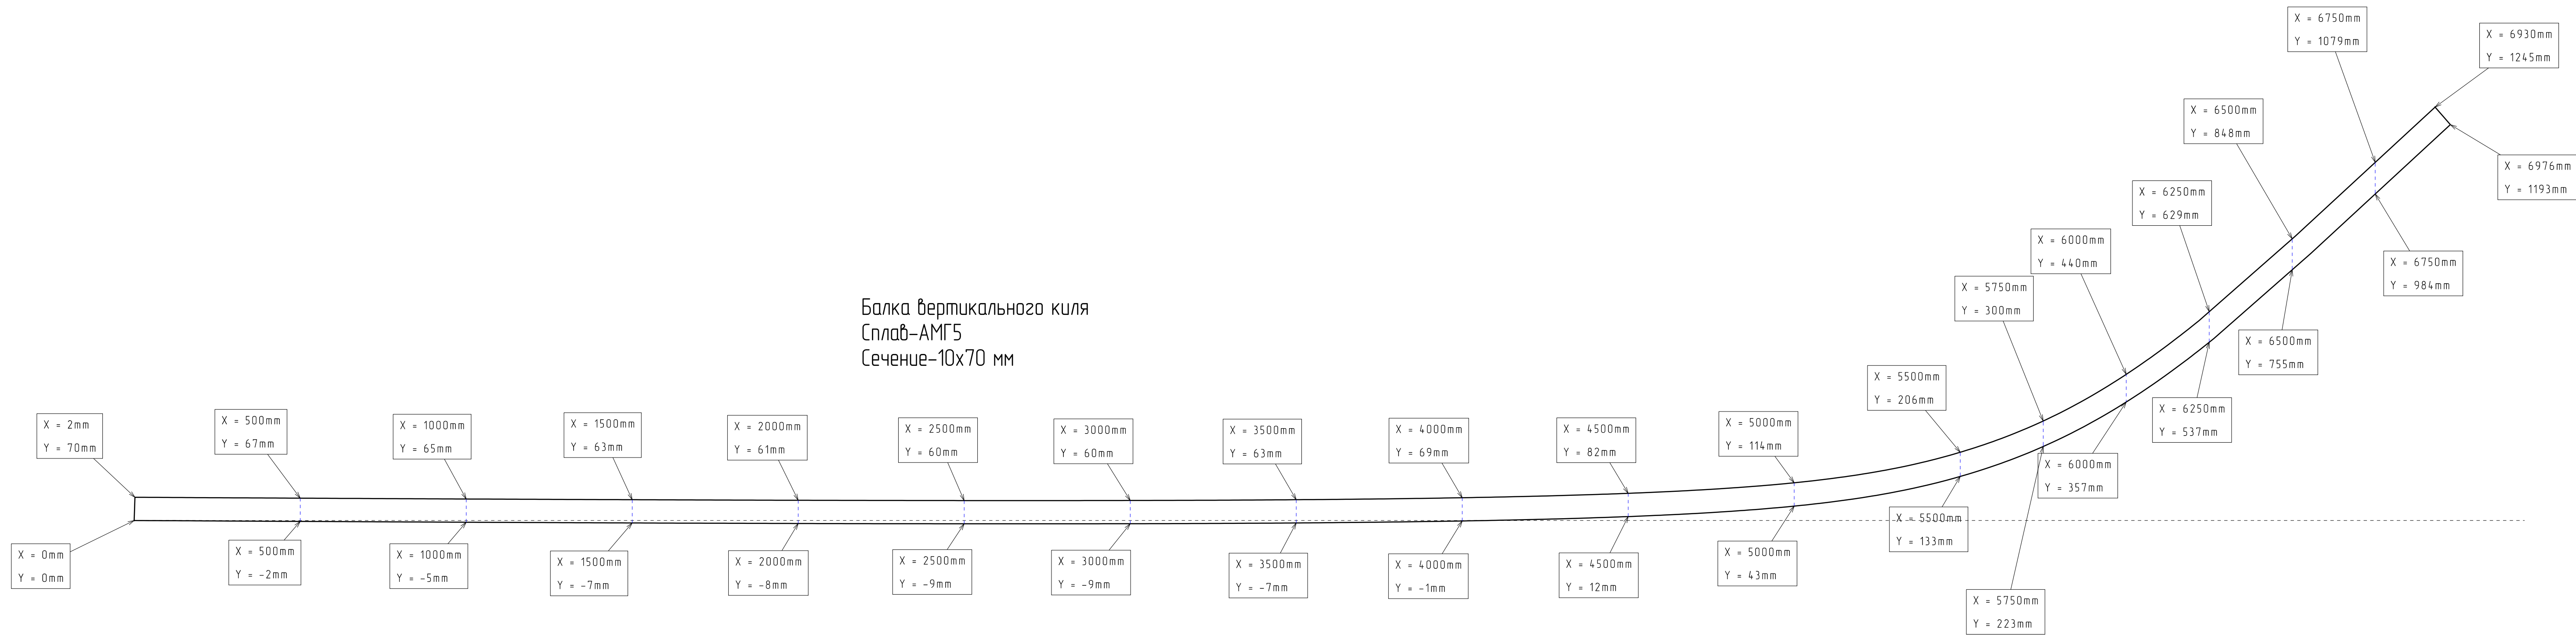 X = 6750mm
Y = 1079mm
X = 6930mm
Y = 1245mm
X = 6500mm
Y = 848mm
X = 6976mm
Y = 1193mm
X = 6250mm
Y = 629mm
X = 6000mm
Y = 440mm
X = 6750mm
Y = 984mm
X = 5750mm
Y = 300mm
Балка вертикального киля
Сплав-АМГ5
Сечение-10x70 мм
X = 6500mm
Y = 755mm
X = 5500mm
Y = 206mm
X = 6250mm
Y = 537mm
X = 2mm
Y = 70mm
X = 500mm
Y = 67mm
X = 1000mm
Y = 65mm
X = 1500mm
Y = 63mm
X = 2000mm
Y = 61mm
X = 2500mm
Y = 60mm
X = 3000mm
Y = 60mm
X = 3500mm
Y = 63mm
X = 4000mm
Y = 69mm
X = 4500mm
Y = 82mm
X = 5000mm
Y = 114mm
X = 6000mm
Y = 357mm
X = 5500mm
Y = 133mm
X = 0mm
Y = 0mm
X = 500mm
Y = -2mm
X = 1000mm
Y = -5mm
X = 1500mm
Y = -7mm
X = 2000mm
Y = -8mm
X = 2500mm
Y = -9mm
X = 3000mm
Y = -9mm
X = 3500mm
Y = -7mm
X = 4000mm
Y = -1mm
X = 4500mm
Y = 12mm
X = 5000mm
Y = 43mm
X = 5750mm
Y = 223mm